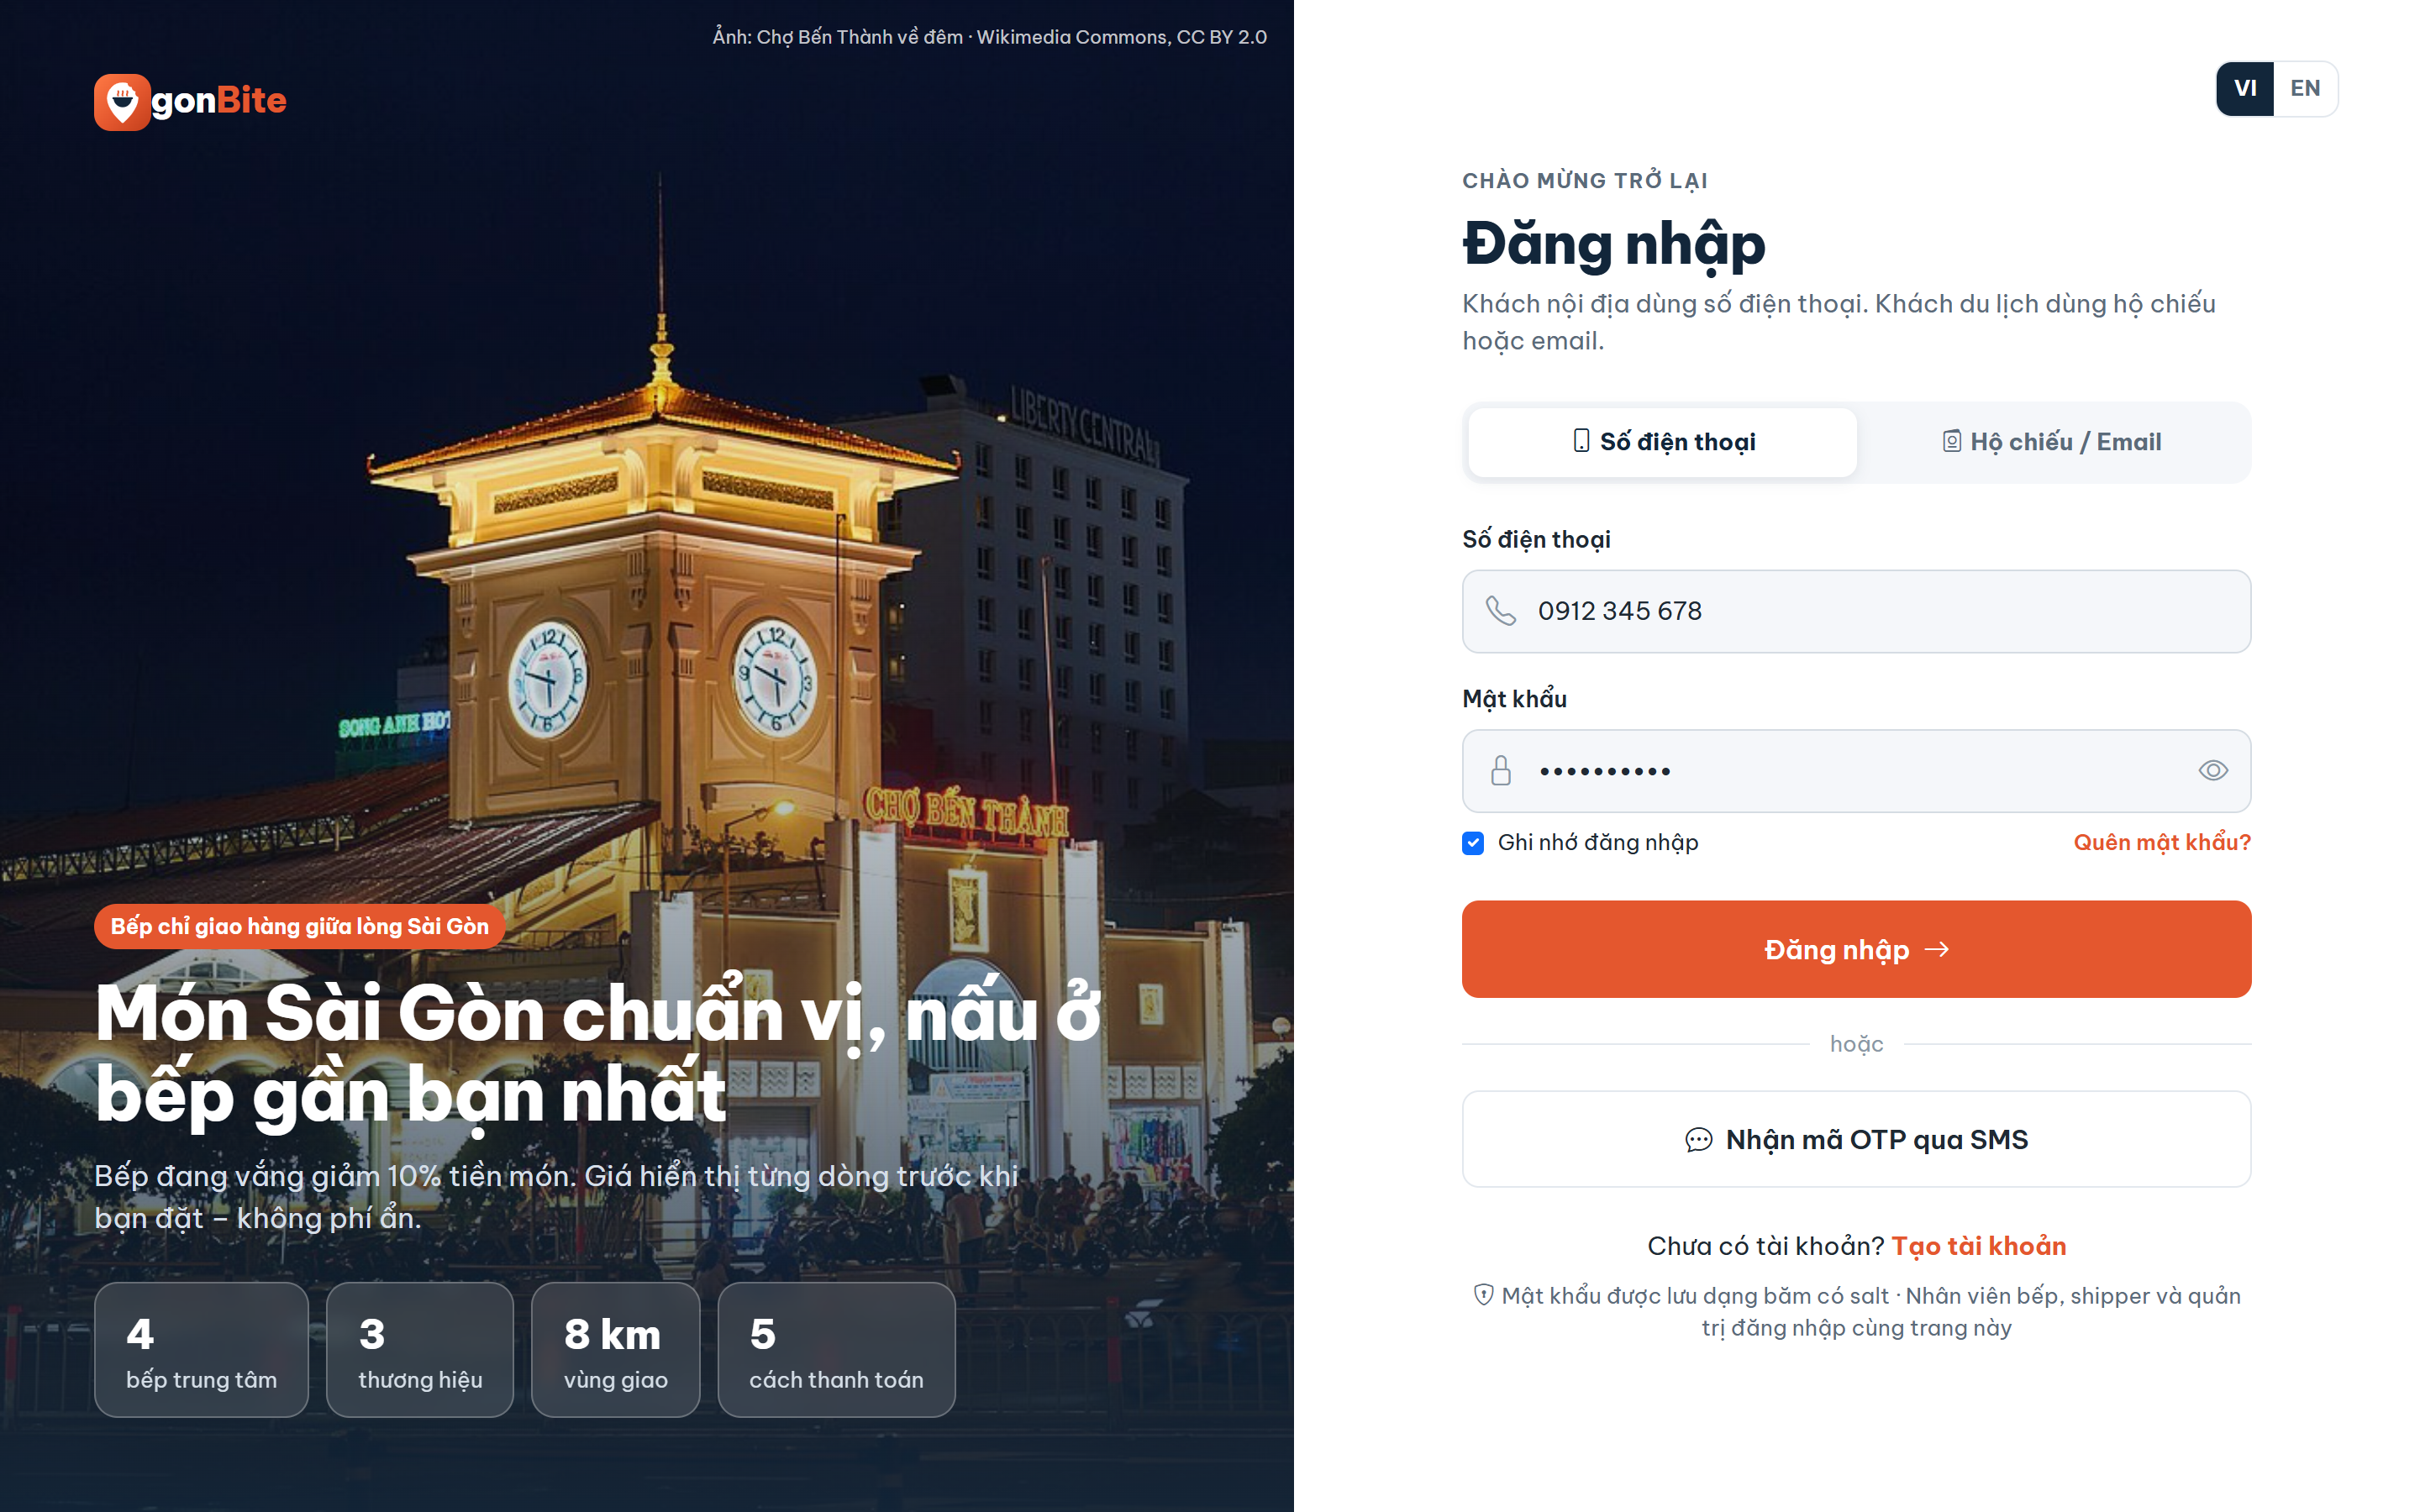 Ảnh: Chợ Bến Thành về đêm · Wikimedia Commons, CC BY 2.0
gonBite
LIBERTY CENTRAL
SONG ANH HOT
CHỢ BẾN THÀNH
Bếp chỉ giao hàng giữa lòng Sài Gòn
Món Sài Gòn chuẩn vị, nấu ở
bếp gần bạn nhất
Bếp đang vắng giảm 10% tiền món. Giá hiển thị từng dòng trước khi
bạn đặt – không phí ẩn.
4
bếp trung tâm
3
thương hiệu
8 km
vùng giao
5
cách thanh toán
VI
EN
CHÀO MỪNG TRỞ LẠI
Đăng nhập
Khách nội địa dùng số điện thoại. Khách du lịch dùng hộ chiếu
hoặc email.
Số điện thoại
Hộ chiếu / Email
Số điện thoại
0912 345 678
Mật khẩu
Ghi nhớ đăng nhập
Quên mật khẩu?
Đăng nhập
hoặc
Nhận mã OTP qua SMS
Chưa có tài khoản? Tạo tài khoản
Mật khẩu được lưu dạng băm có salt · Nhân viên bếp, shipper và quản
trị đăng nhập cùng trang này